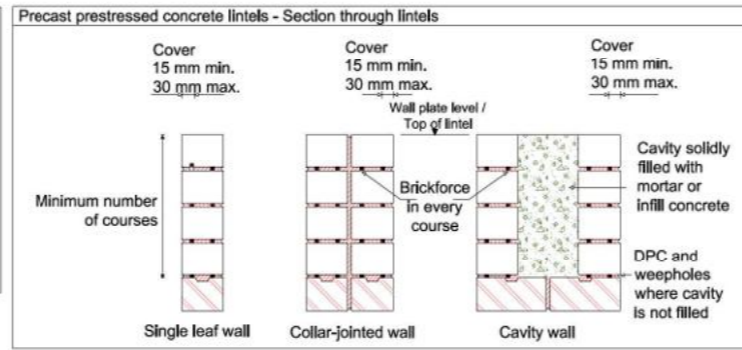 Precast prestressed concrete lintels - Section through lintels
Cover
15 mm min.
30 mm max.
Cover
15 mm min.
30 mm max.
Cover
15 mm min.
30 mm max.
Wall plate level /
Top of lintel
Minimum number
of courses
Brickforce
in every
course
Cavity solidly
filled with
mortar or
infill concrete
DPC and
weepholes
where cavity
is not filled
Single leaf wall
Collar-jointed wall
Cavity wall